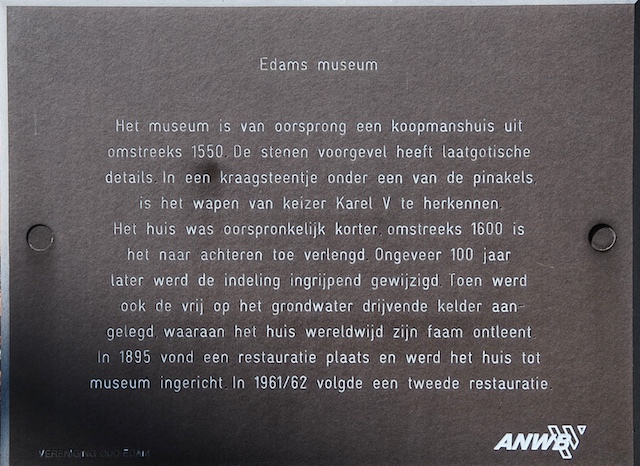 Edams museum
Het museum is van oorsprong een koopmanshuis uit
omstreeks 1550. De stenen voorgevel heeft laatgotische
details. In een kraagsteentje onder een van de pinakels,
is het wapen van keizer Karel V te herkennen.
Het huis was oorspronkelijk korter, omstreeks 1600 is
het naar achteren toe verlengd. Ongeveer 100 jaar
later werd de indeling ingrijpend gewijzigd. Toen werd
ook de vrij op het grondwater drijvende kelder aan-
gelegd, waaraan het huis wereldwijd zijn faam ontleent.
In 1895 vond een restauratie plaats en werd het huis tot
museum ingericht. In 1961/62 volgde een tweede restauratie.
VERENIGING OUD EDAM
ANWB